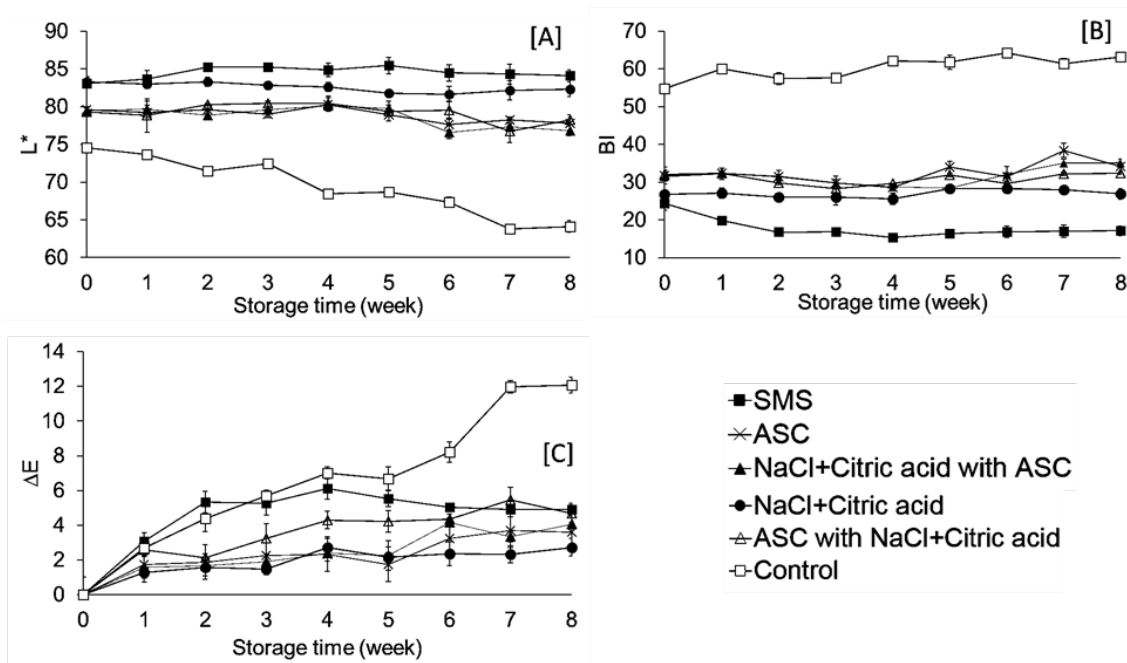 [A]
90
85
80
75
70
65
60
L*
0 1 2 3 4 5 6 7 8
Storage time (week)
[B]
70
60
50
40
30
20
10
BI
0 1 2 3 4 5 6 7 8
Storage time (week)
[C]
14
12
10
8
6
4
2
0
ΔE
0 1 2 3 4 5 6 7 8
Storage time (week)
SMS
ASC
NaCl+Citric acid with ASC
NaCl+Citric acid
ASC with NaCl+Citric acid
Control